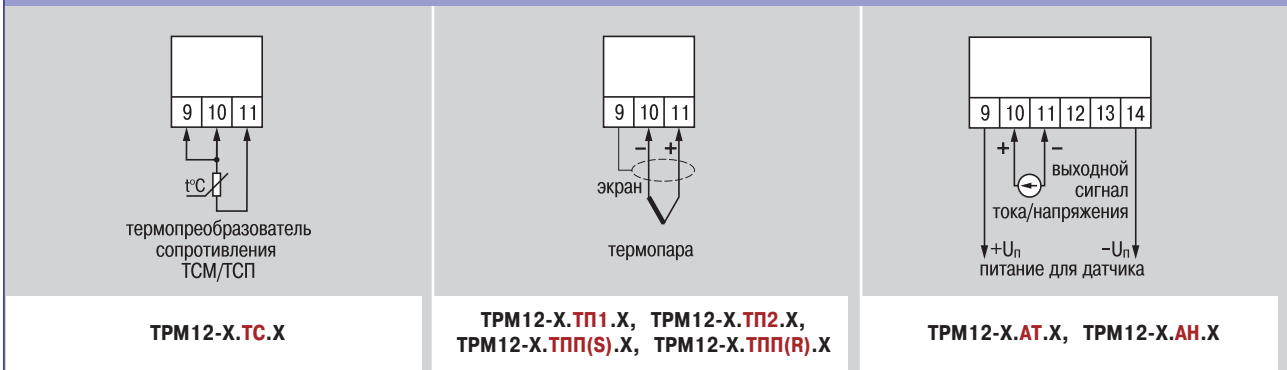 9 10 11
t°C
термопреобразователь
сопротивления
ТСМ/ТСП
ТРМ12-Х.ТС.Х
9 10 11
– +
экран
термопара
ТРМ12-Х.ТП1.Х, ТРМ12-Х.ТП2.Х,
ТРМ12-Х.ТПП(S).Х, ТРМ12-Х.ТПП(R).Х
9 10 11 12 13 14
+ –
выходной
сигнал
тока/напряжения
+Uп –Uп
питание для датчика
ТРМ12-Х.АТ.Х, ТРМ12-Х.АН.Х